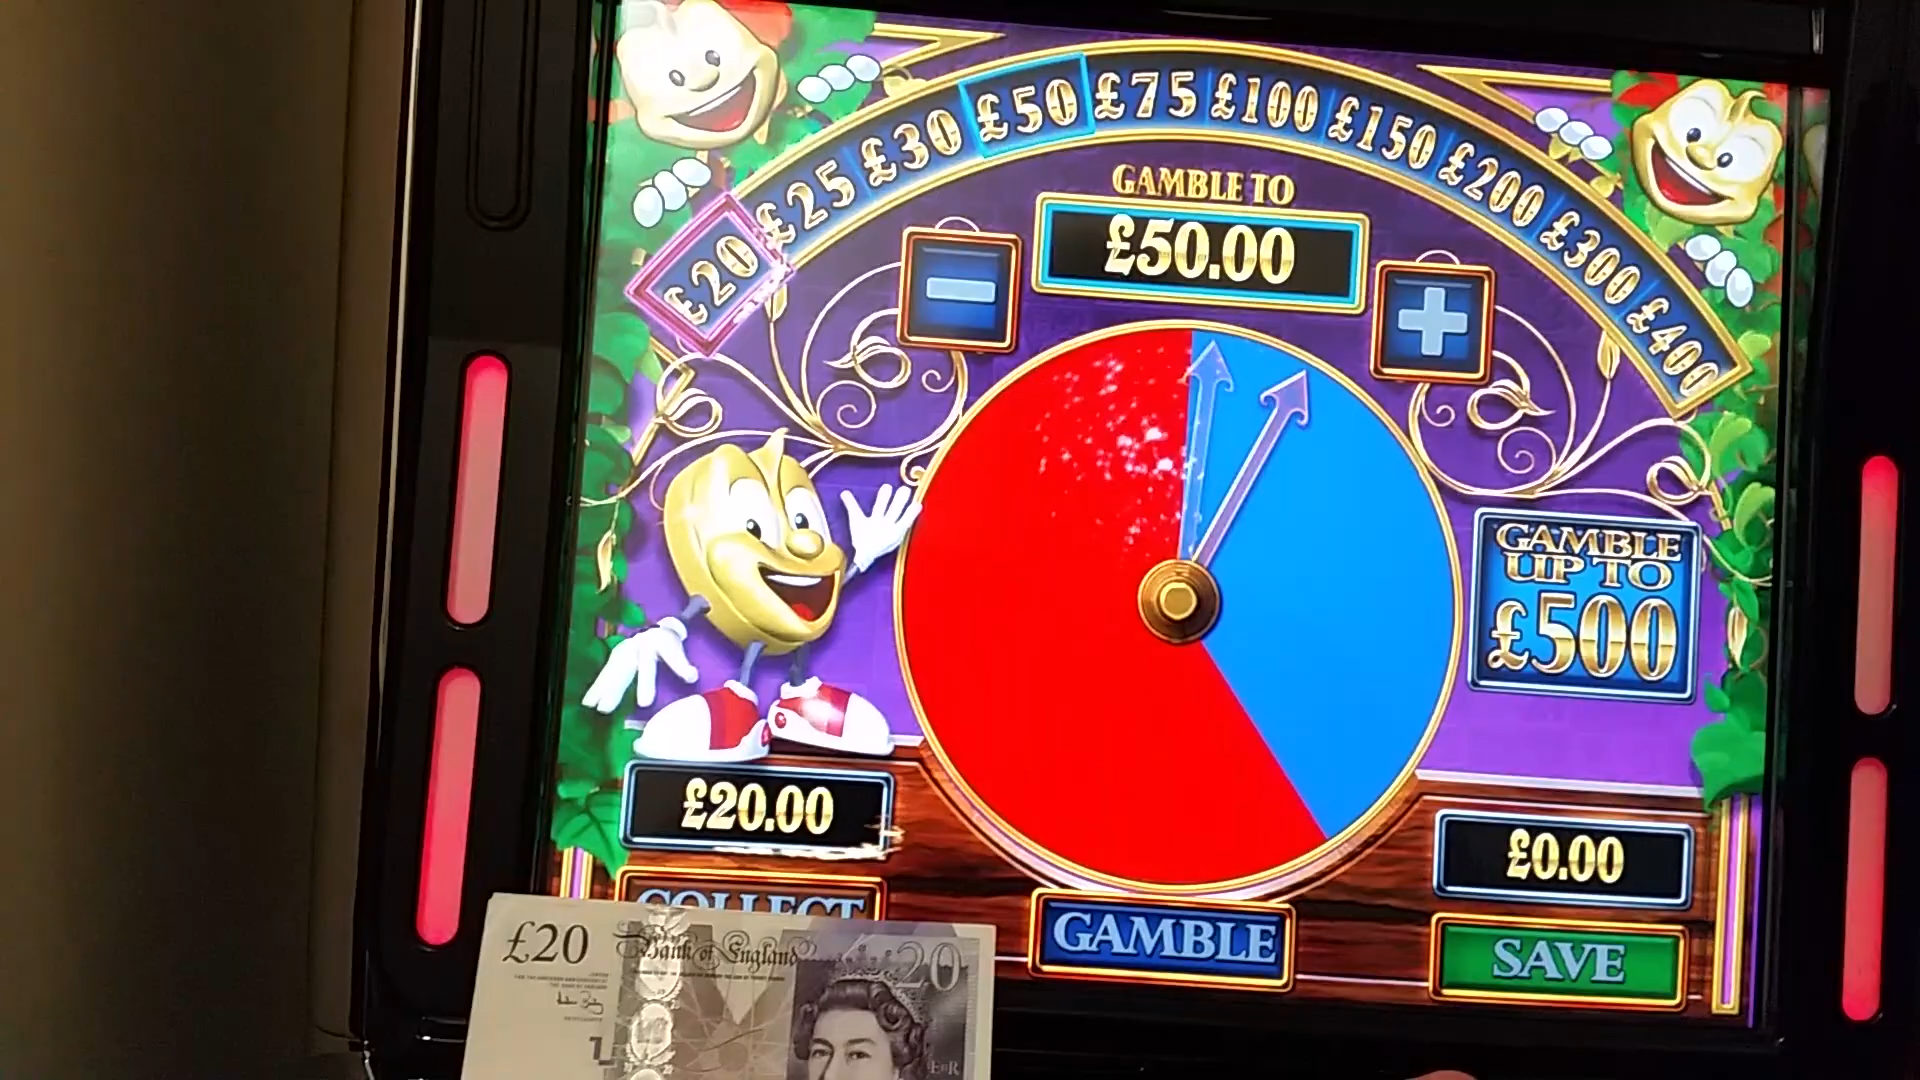 £20 £25 £30 £50 £75 £100 £150 £200 £300 £400
GAMBLE TO
£50.00
GAMBLE
UP TO
£500
£20.00
£0.00
COLLECT
GAMBLE
SAVE
£20 Bank of England 20